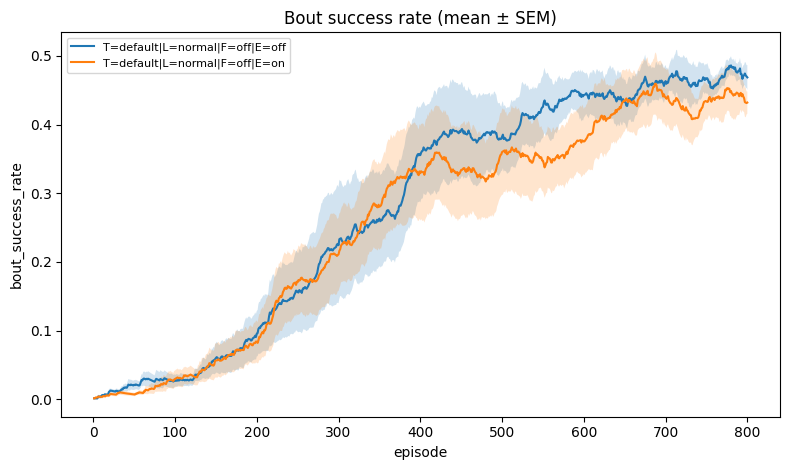 Bout success rate (mean ± SEM)
T=default|L=normal|F=off|E=off
T=default|L=normal|F=off|E=on
bout_success_rate
0.5
0.4
0.3
0.2
0.1
0.0
0 100 200 300 400 500 600 700 800
episode